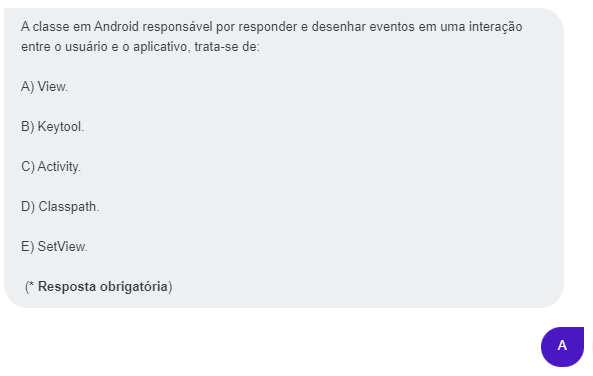 A classe em Android responsável por responder e desenhar eventos em uma interação
entre o usuário e o aplicativo, trata-se de:
A) View.
B) Keytool.
C) Activity.
D) Classpath.
E) SetView.
(* Resposta obrigatória)
A